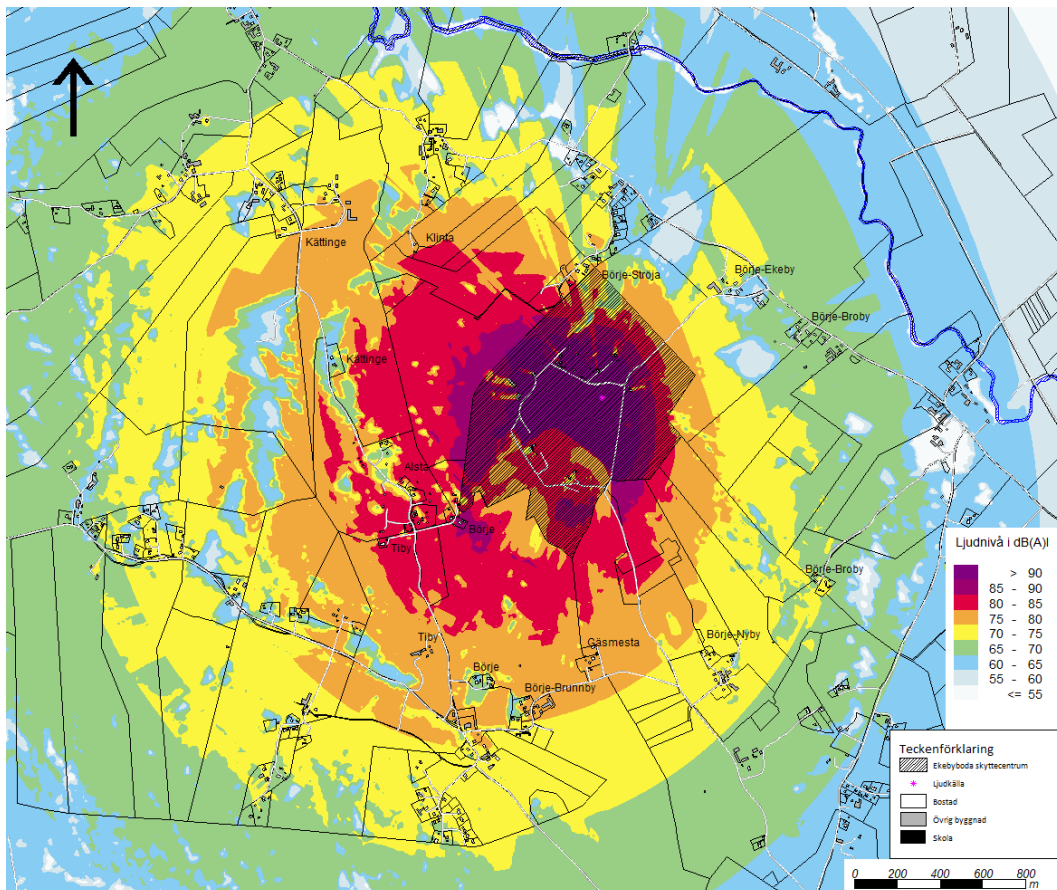 Kättinge
Klinta
Börje-Ströja
Börje-Ekeby
Börje-Broby
Kättinge
Alsta
Börje
Tiby
Börje-Broby
Tiby
Gäsmesta
Börje-Nyby
Börje
Börje-Brunnby
Ljudnivå i dB(A)I
> 90
85 - 90
80 - 85
75 - 80
70 - 75
65 - 70
60 - 65
55 - 60
<= 55
Teckenförklaring
Ekebyboda skyttecentrum
Ljudkälla
Bostad
Övrig byggnad
Skola
0 200 400 600 800
m